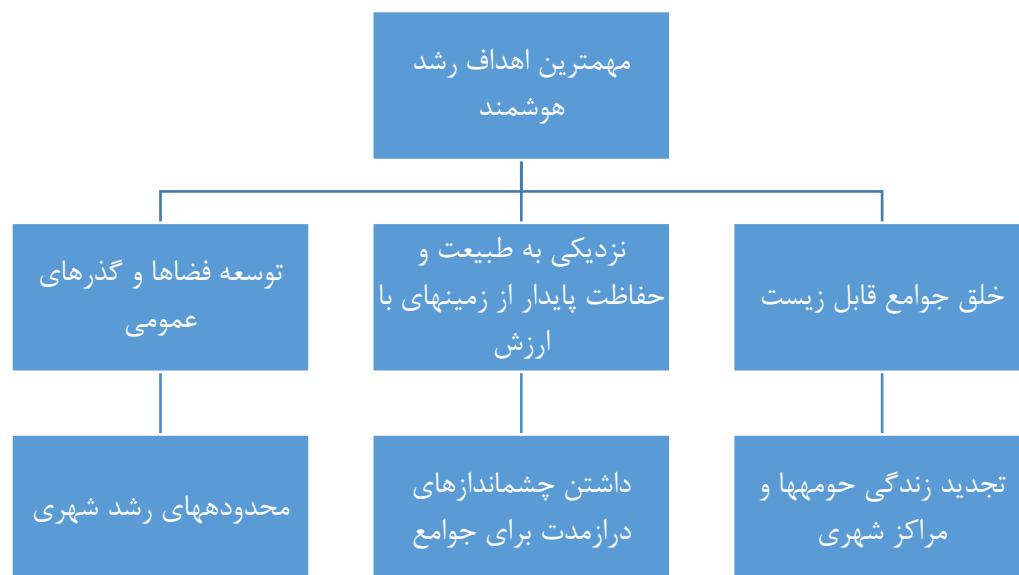 مهمترین اهداف رشد
هوشمند
خلق جوامع قابل زیست
نزدیکی به طبیعت و
حفاظت پایدار از زمینهای با
ارزش
توسعه فضاها و گذرهای
عمومی
تجدید زندگی حومهها و
مراکز شهری
داشتن چشماندازهای
درازمدت برای جوامع
محدودههای رشد شهری